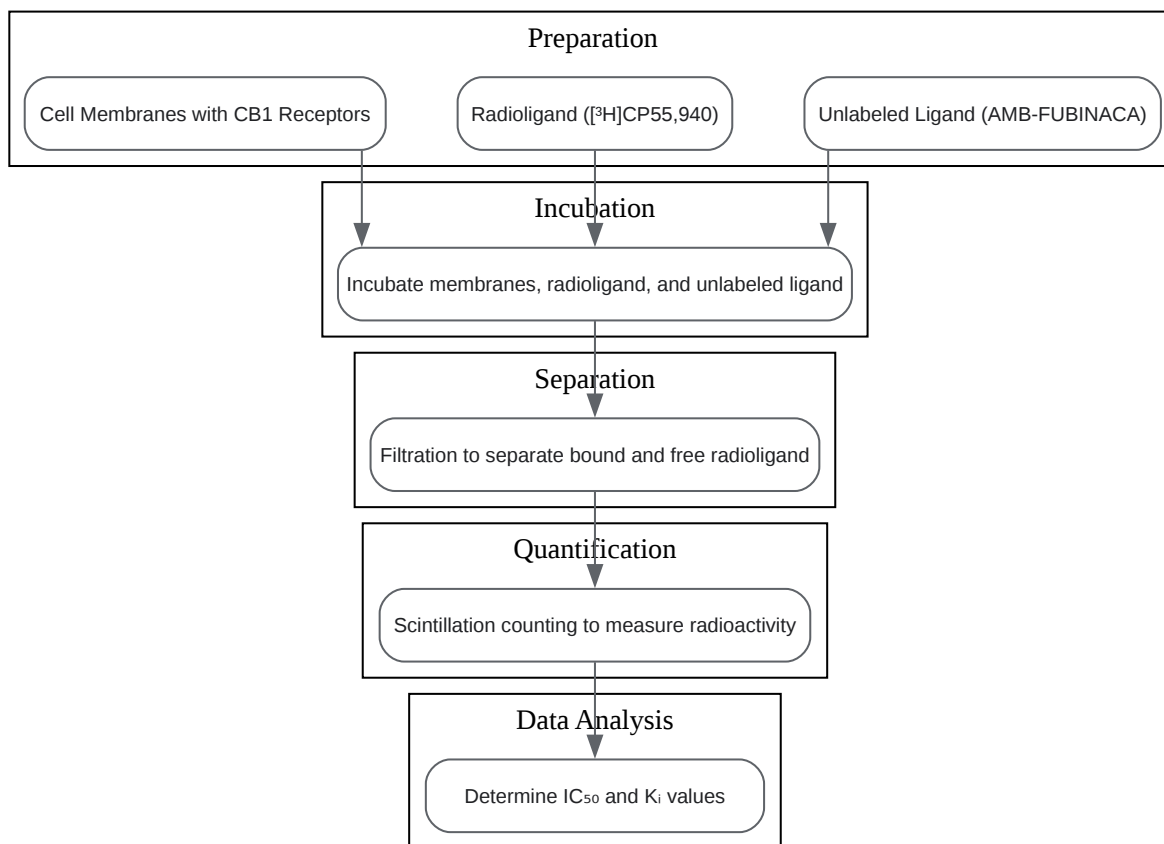 Preparation
Cell Membranes with CB1 Receptors
Radioligand ([³H]CP55,940)
Unlabeled Ligand (AMB-FUBINACA)
Incubation
Incubate membranes, radioligand, and unlabeled ligand
Separation
Filtration to separate bound and free radioligand
Quantification
Scintillation counting to measure radioactivity
Data Analysis
Determine IC₅₀ and Kᵢ values